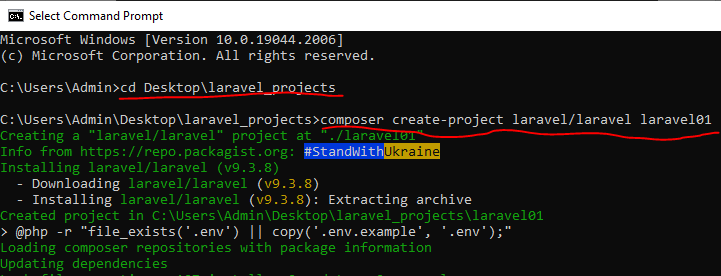 Select Command Prompt
Microsoft Windows [Version 10.0.19044.2006]
(c) Microsoft Corporation. All rights reserved.
C:\Users\Admin>cd Desktop\laravel_projects
C:\Users\Admin\Desktop\laravel_projects>composer create-project laravel/laravel laravel01
Creating a "laravel/laravel" project at "./laravel01"
Info from https://repo.packagist.org: #StandWithUkraine
Installing laravel/laravel (v9.3.8)
- Downloading laravel/laravel (v9.3.8)
- Installing laravel/laravel (v9.3.8): Extracting archive
Created project in C:\Users\Admin\Desktop\laravel_projects\laravel01
> @php -r "file_exists('.env') || copy('.env.example', '.env');"
Loading composer repositories with package information
Updating dependencies